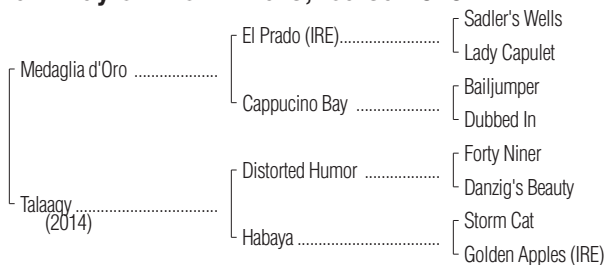 Medaglia d'Oro
El Prado (IRE)
Sadler's Wells
Lady Capulet
Cappucino Bay
Bailjumper
Dubbed In
Talaaqy
(2014)
Distorted Humor
Forty Niner
Danzig's Beauty
Habaya
Storm Cat
Golden Apples (IRE)